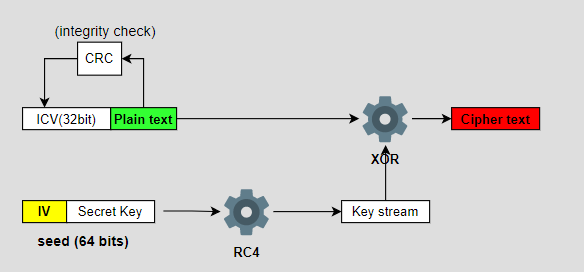 (integrity check)
CRC
ICV(32bit) Plain text
Cipher text
XOR
IV Secret Key
Key stream
seed (64 bits)
RC4